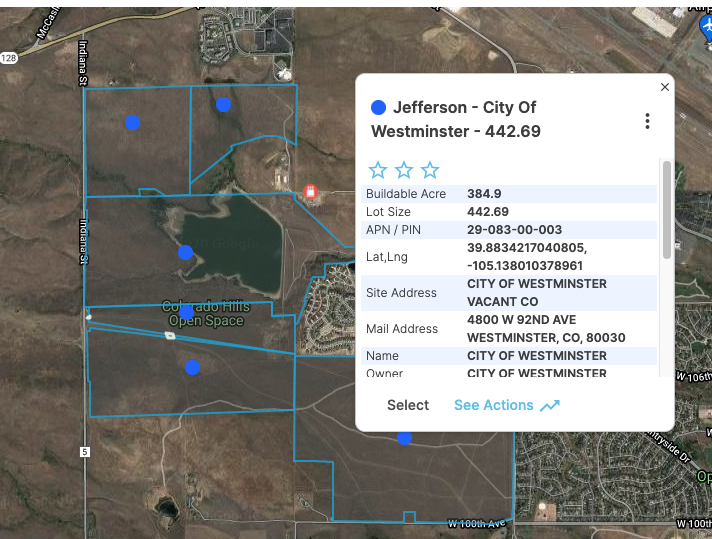 McCaslin
128
Indiana St
Jefferson - City Of
Westminster - 442.69
Buildable Acre 384.9
Lot Size 442.69
APN / PIN 29-083-00-003
Lat,Lng 39.8834217040805,
-105.138010378961
Site Address CITY OF WESTMINSTER
VACANT CO
Mail Address 4800 W 92ND AVE
WESTMINSTER, CO, 80030
Name CITY OF WESTMINSTER
Owner CITY OF WESTMINSTER
Select See Actions
Indiana St
Google
Colorado Hills
Open Space
W 106th
Countryside Dr
5
Op
W 100th Ave
W 100th